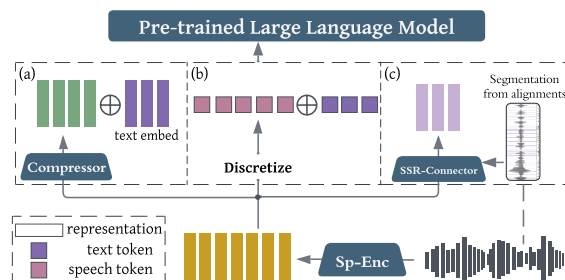 Pre-trained Large Language Model
(a)
(b)
(c)
Segmentation
from alignments
text embed
Compressor
Discretize
SSR-Connector
representation
text token
speech token
Sp-Enc